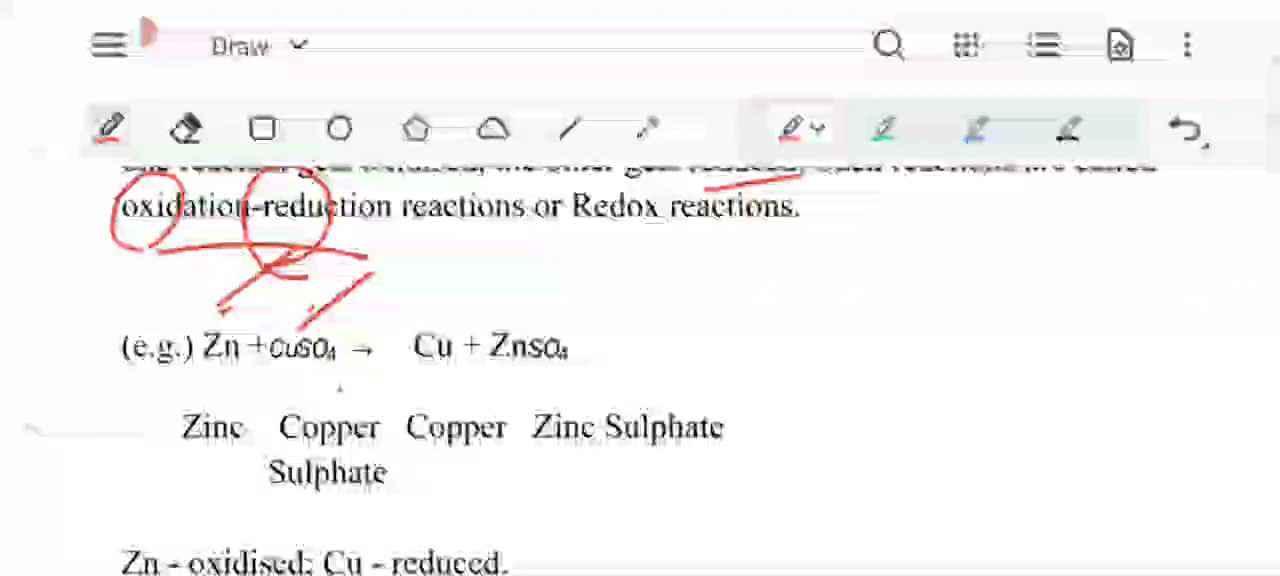 Draw
oxidation-reduction reactions or Redox reactions.
(e.g.) Zn +CuSO₄ → Cu + ZnSO₄
Zinc Copper Copper Zinc Sulphate
Sulphate
Zn - oxidised; Cu - reduced.